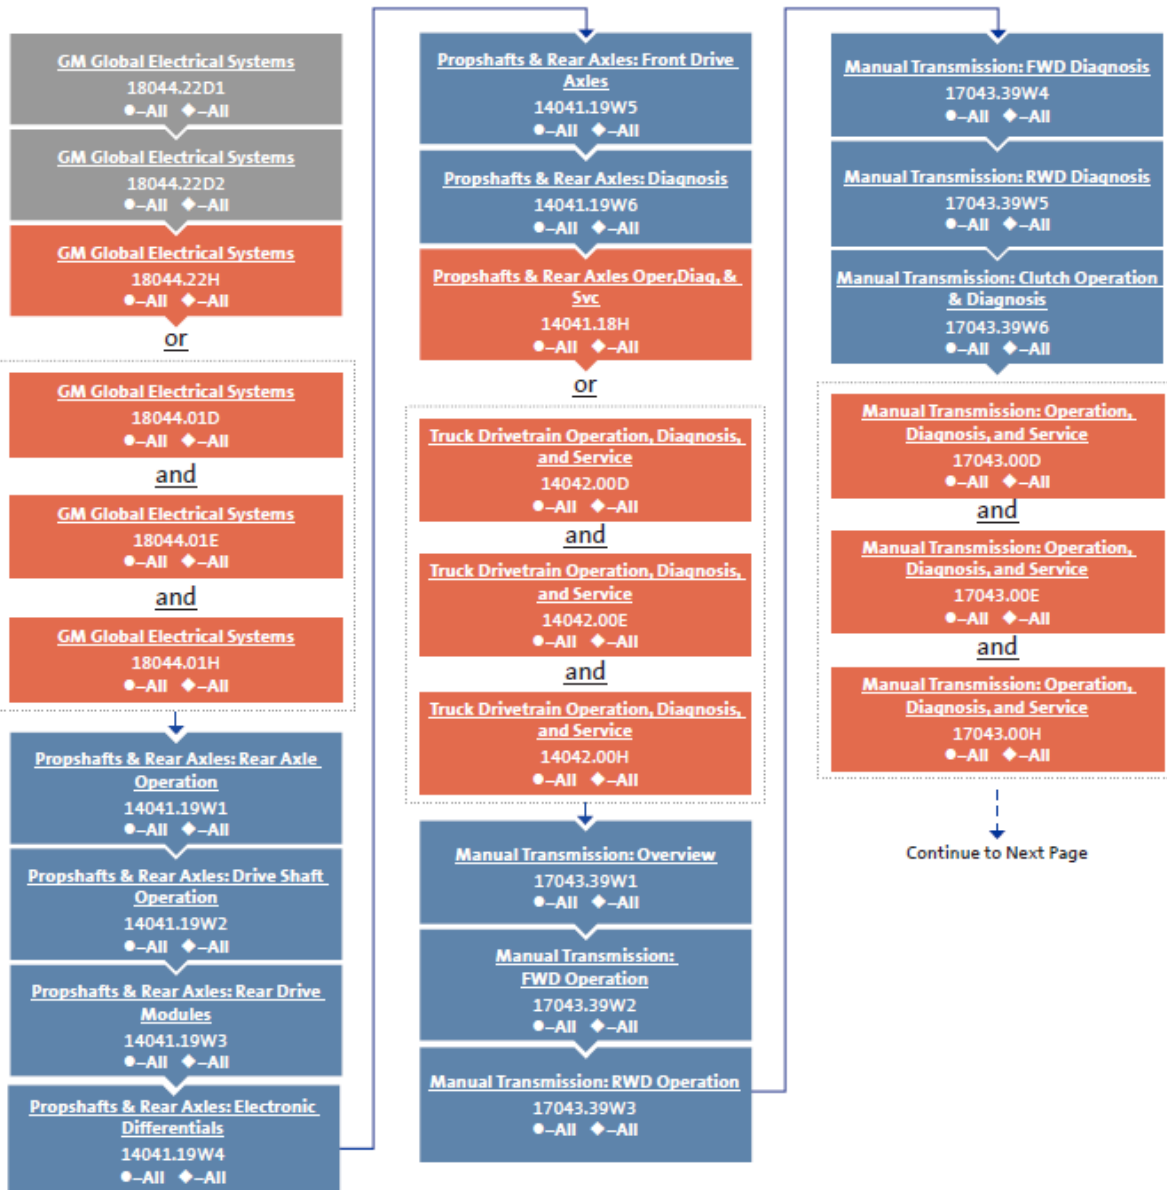 GM Global Electrical Systems
18044.22D1
●–All ◆–All
GM Global Electrical Systems
18044.22D2
●–All ◆–All
GM Global Electrical Systems
18044.22H
●–All ◆–All
or
GM Global Electrical Systems
18044.01D
●–All ◆–All
and
GM Global Electrical Systems
18044.01E
●–All ◆–All
and
GM Global Electrical Systems
18044.01H
●–All ◆–All
Propshafts & Rear Axles: Rear Axle
Operation
14041.19W1
●–All ◆–All
Propshafts & Rear Axles: Drive Shaft
Operation
14041.19W2
●–All ◆–All
Propshafts & Rear Axles: Rear Drive
Modules
14041.19W3
●–All ◆–All
Propshafts & Rear Axles: Electronic
Differentials
14041.19W4
●–All ◆–All
Propshafts & Rear Axles: Front Drive
Axles
14041.19W5
●–All ◆–All
Propshafts & Rear Axles: Diagnosis
14041.19W6
●–All ◆–All
Propshafts & Rear Axles Oper,Diag, &
Svc
14041.18H
●–All ◆–All
or
Truck Drivetrain Operation, Diagnosis,
and Service
14042.00D
●–All ◆–All
and
Truck Drivetrain Operation, Diagnosis,
and Service
14042.00E
●–All ◆–All
and
Truck Drivetrain Operation, Diagnosis,
and Service
14042.00H
●–All ◆–All
Manual Transmission: Overview
17043.39W1
●–All ◆–All
Manual Transmission:
FWD Operation
17043.39W2
●–All ◆–All
Manual Transmission: RWD Operation
17043.39W3
●–All ◆–All
Manual Transmission: FWD Diagnosis
17043.39W4
●–All ◆–All
Manual Transmission: RWD Diagnosis
17043.39W5
●–All ◆–All
Manual Transmission: Clutch Operation
& Diagnosis
17043.39W6
●–All ◆–All
Manual Transmission: Operation,
Diagnosis, and Service
17043.00D
●–All ◆–All
and
Manual Transmission: Operation,
Diagnosis, and Service
17043.00E
●–All ◆–All
and
Manual Transmission: Operation,
Diagnosis, and Service
17043.00H
●–All ◆–All
Continue to Next Page